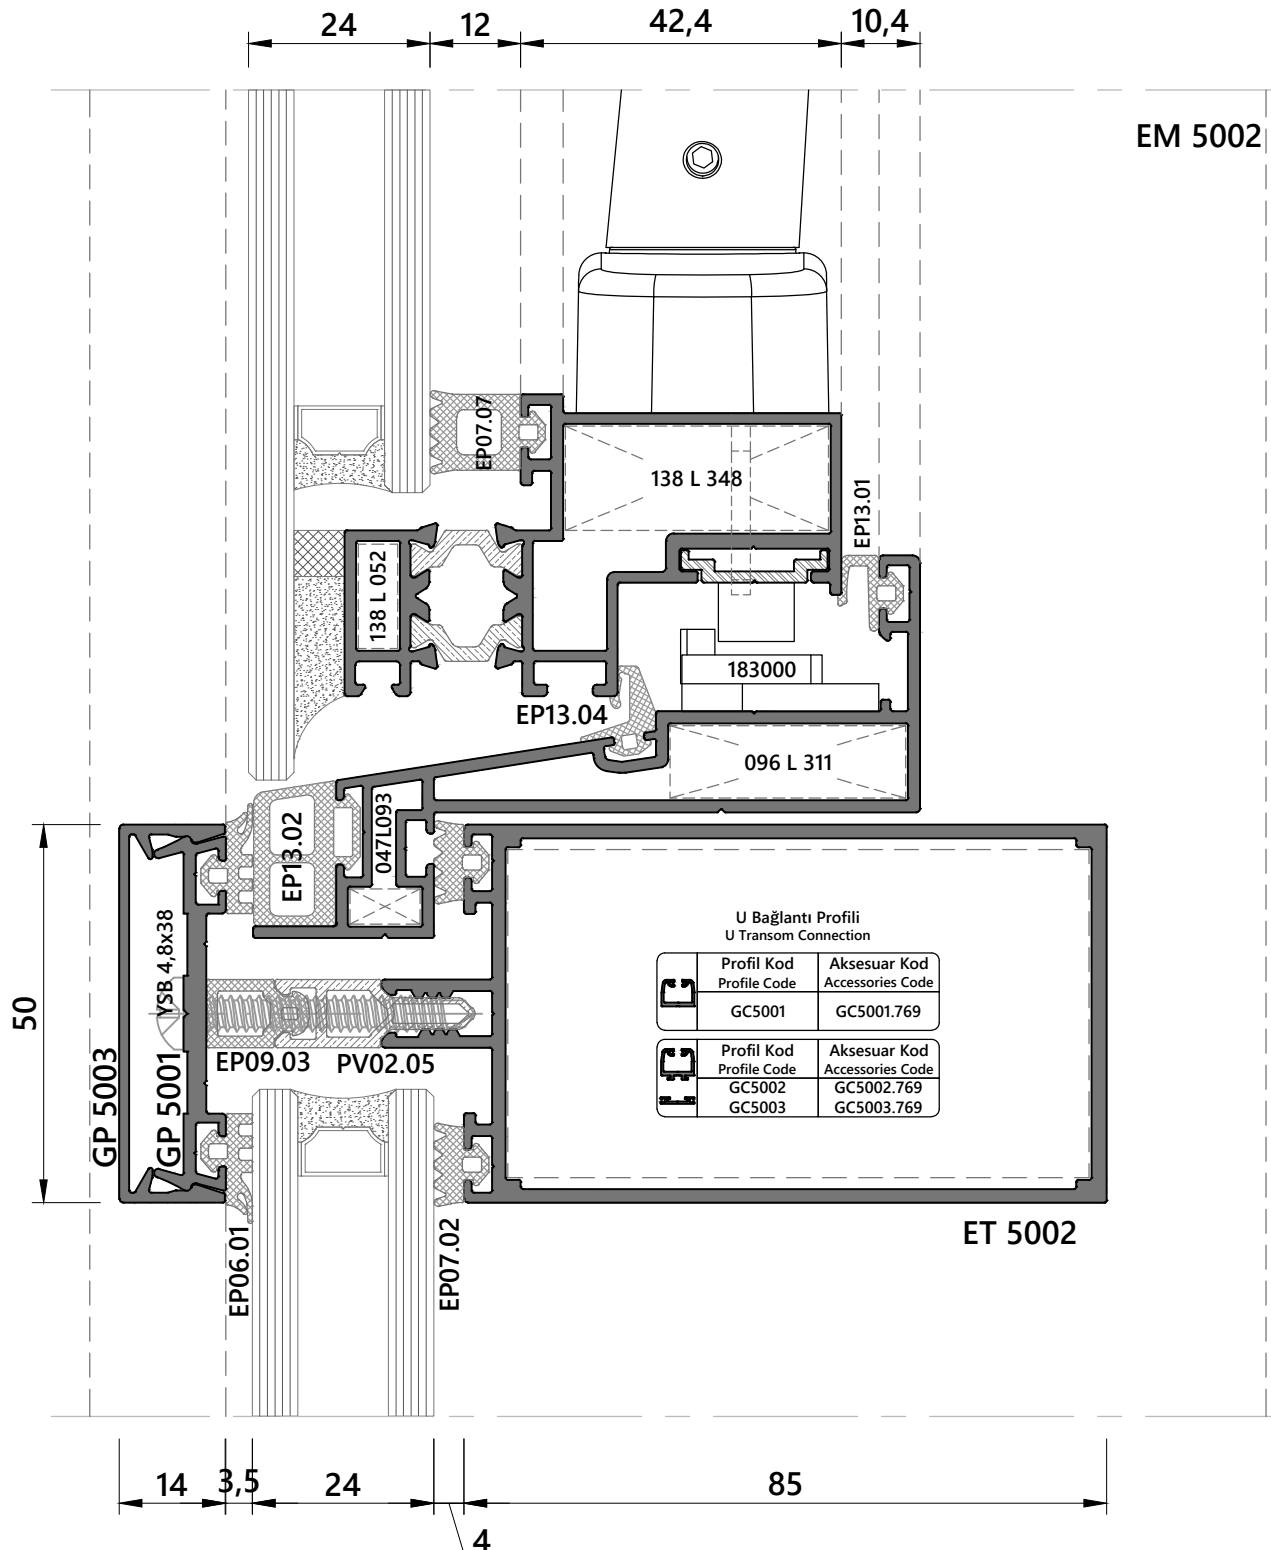 24
12
42,4
10,4
EM 5002
EP07.07
138 L 348
EP13.01
138 L 052
183000
EP13.04
096 L 311
EP13.02
047L093
YSB 4,8x38
50
GP 5003
GP 5001
EP09.03
PV02.05
U Bağlantı Profili
U Transom Connection
Profil Kod
Aksesuar Kod
Profile Code
Accessories Code
GC5001
GC5001.769
Profil Kod
Aksesuar Kod
Profile Code
Accessories Code
GC5002
GC5002.769
GC5003
GC5003.769
EP06.01
EP07.02
ET 5002
14
3,5
24
85
4